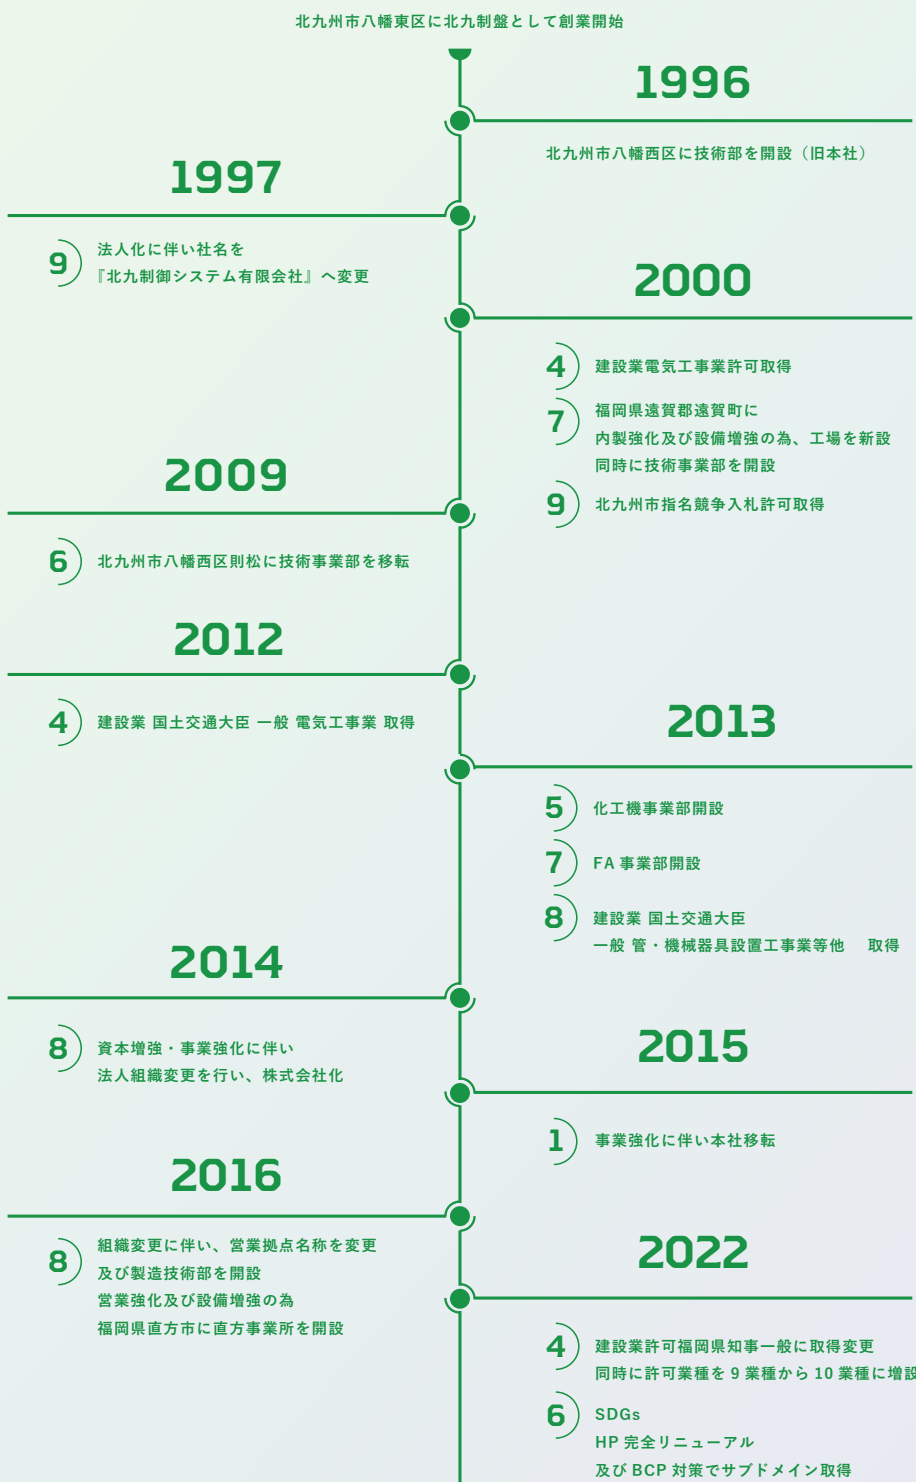 北九州市八幡東区に北九制盤として創業開始
1996
北九州市八幡西区に技術部を開設（旧本社）
1997
9
法人化に伴い社名を
『北九制御システム有限会社』へ変更
2000
4
建設業電気工事業許可取得
7
福岡県遠賀郡遠賀町に
内製強化及び設備増強の為、工場を新設
同時に技術事業部を開設
9
北九州市指名競争入札許可取得
2009
6
北九州市八幡西区則松に技術事業部を移転
2012
4
建設業 国土交通大臣 一般 電気工事業 取得
2013
5
化工機事業部開設
7
FA 事業部開設
8
建設業 国土交通大臣
一般 管・機械器具設置工事業等他　取得
2014
8
資本増強・事業強化に伴い
法人組織変更を行い、株式会社化
2015
1
事業強化に伴い本社移転
2016
8
組織変更に伴い、営業拠点名称を変更
及び製造技術部を開設
営業強化及び設備増強の為
福岡県直方市に直方事業所を開設
2022
4
建設業許可福岡県知事一般に取得変更
同時に許可業種を 9 業種から 10 業種に増設
6
SDGs
HP 完全リニューアル
及び BCP 対策でサブドメイン取得